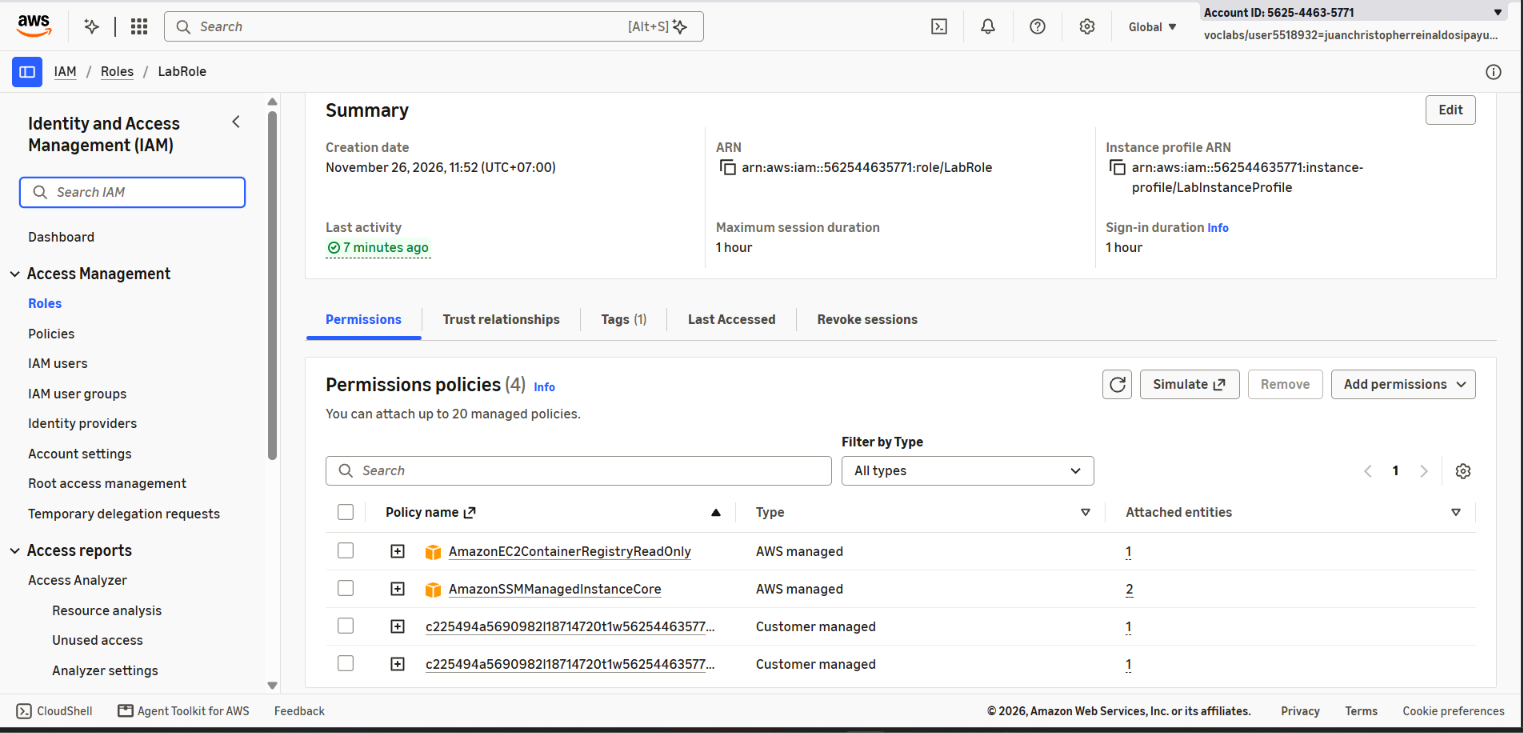 aws
Search
[Alt+S]
Global
Account ID: 5625-4463-5771
voclabs/user5518932=juanchristopherreinaldosipayu...
IAM / Roles / LabRole
Identity and Access
Management (IAM)
Search IAM
Dashboard
Access Management
Roles
Policies
IAM users
IAM user groups
Identity providers
Account settings
Root access management
Temporary delegation requests
Access reports
Access Analyzer
Resource analysis
Unused access
Analyzer settings
Summary
Edit
Creation date
November 26, 2026, 11:52 (UTC+07:00)
ARN
arn:aws:iam::562544635771:role/LabRole
Instance profile ARN
arn:aws:iam::562544635771:instance-
profile/LabInstanceProfile
Last activity
7 minutes ago
Maximum session duration
1 hour
Sign-in duration Info
1 hour
Permissions
Trust relationships
Tags (1)
Last Accessed
Revoke sessions
Permissions policies (4) Info
Simulate
Remove
Add permissions
You can attach up to 20 managed policies.
Filter by Type
Search
All types
1
Policy name
Type
Attached entities
AmazonEC2ContainerRegistryReadOnly
AWS managed
1
AmazonSSMManagedInstanceCore
AWS managed
2
c225494a5690982l18714720t1w56254463577...
Customer managed
1
c225494a5690982l18714720t1w56254463577...
Customer managed
1
CloudShell
Agent Toolkit for AWS
Feedback
© 2026, Amazon Web Services, Inc. or its affiliates.
Privacy
Terms
Cookie preferences